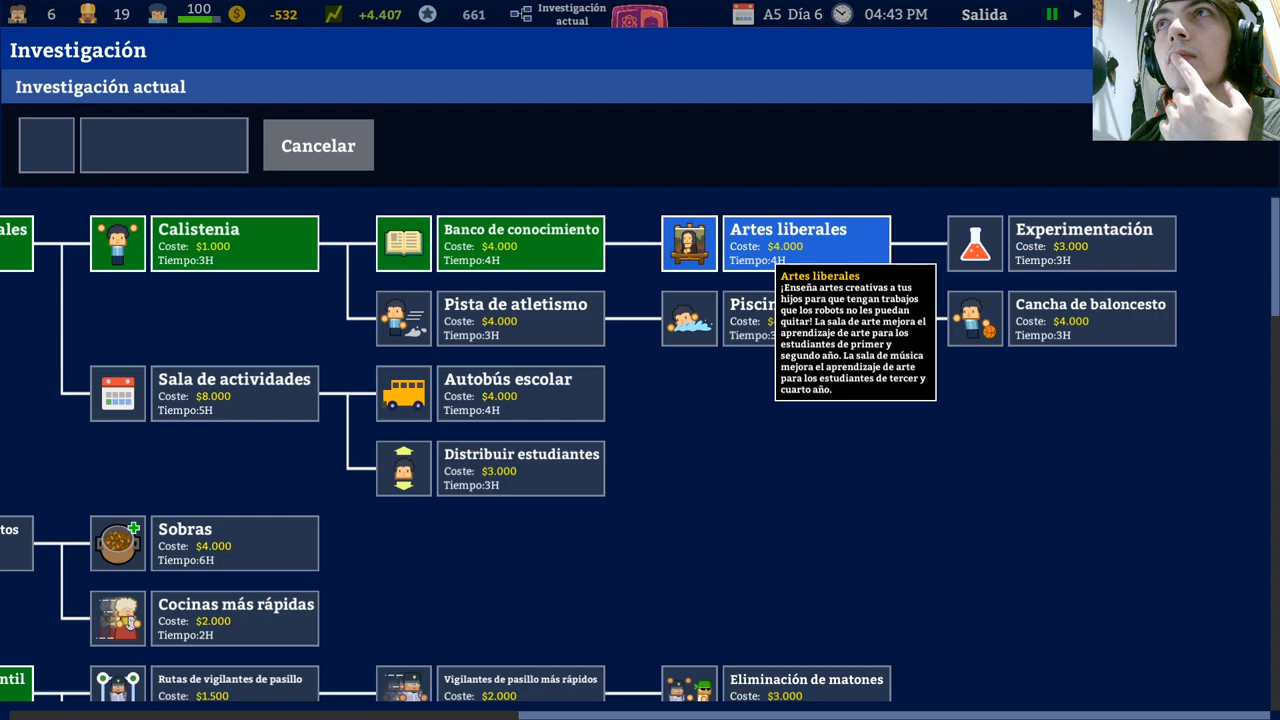 6 19 100 -532 +4.407 661 Investigación actual A5 Día 6 04:43 PM Salida
Investigación
Investigación actual
Cancelar
ales
Calistenia
Coste: $1.000
Tiempo:3H
Banco de conocimiento
Coste: $4.000
Tiempo:4H
Artes liberales
Coste: $4.000
Tiempo:4H
Experimentación
Coste: $3.000
Tiempo:3H
Artes liberales
¡Enseña artes creativas a tus
hijos para que tengan trabajos
que los robots no les puedan
quitar! La sala de arte mejora el
aprendizaje de arte para los
estudiantes de primer y
segundo año. La sala de música
mejora el aprendizaje de arte
para los estudiantes de tercer y
cuarto año.
Pista de atletismo
Coste: $4.000
Tiempo:3H
Cancha de baloncesto
Coste: $4.000
Tiempo:3H
Sala de actividades
Coste: $8.000
Tiempo:5H
Autobús escolar
Coste: $4.000
Tiempo:4H
Distribuir estudiantes
Coste: $3.000
Tiempo:3H
tos
Sobras
Coste: $4.000
Tiempo:6H
Cocinas más rápidas
Coste: $2.000
Tiempo:2H
ntil
Rutas de vigilantes de pasillo
Coste: $1.500
Vigilantes de pasillo más rápidos
Coste: $2.000
Eliminación de matones
Coste: $3.000